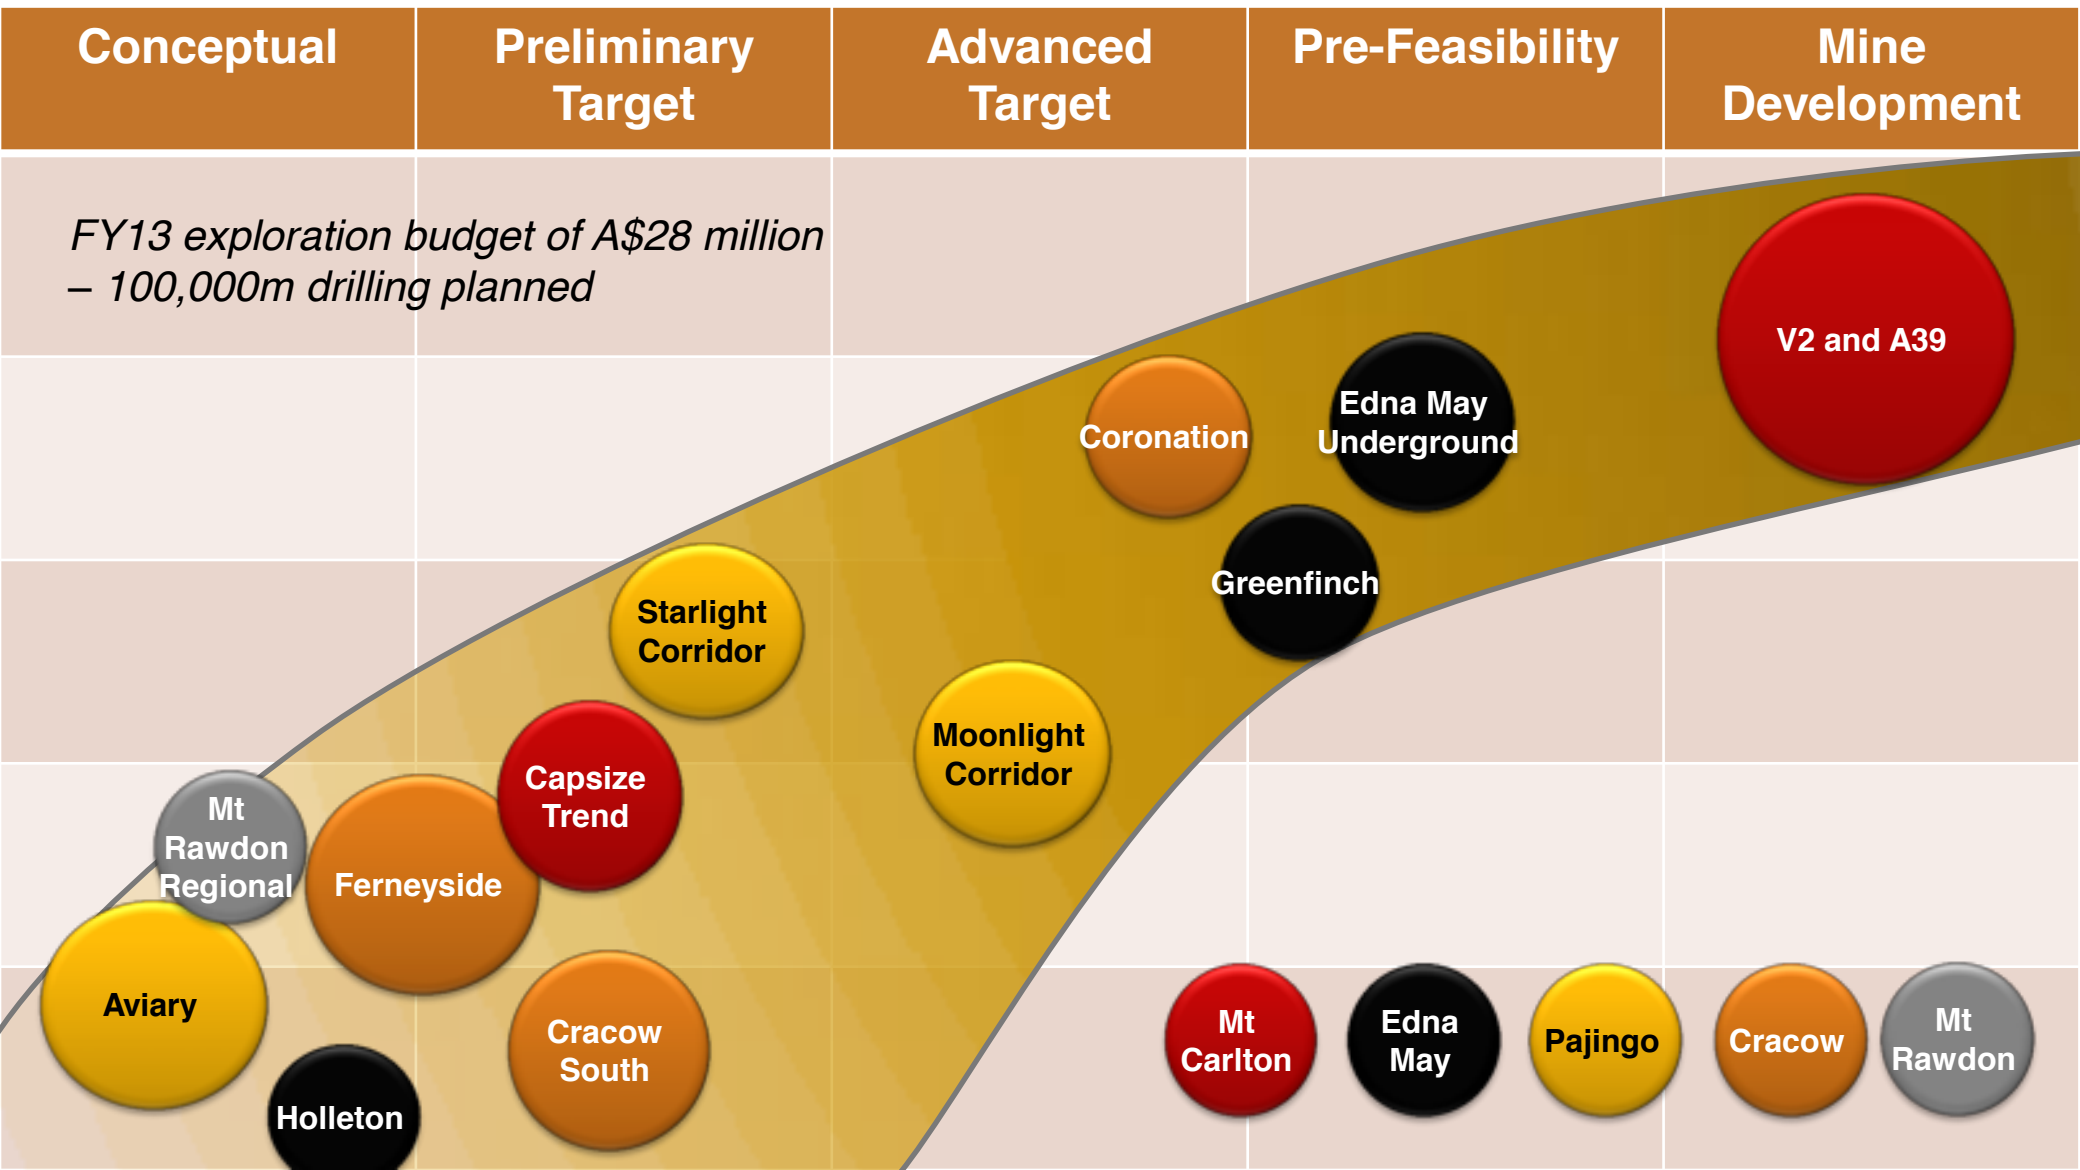 Conceptual
Preliminary
Target
Advanced
Target
Pre-Feasibility
Mine
Development
FY13 exploration budget of A$28 million
– 100,000m drilling planned
V2 and A39
Edna May
Underground
Coronation
Greenfinch
Starlight
Corridor
Moonlight
Corridor
Capsize
Trend
Mt
Rawdon
Regional
Ferneyside
Aviary
Cracow
South
Holleton
Mt
Carlton
Edna
May
Pajingo
Cracow
Mt
Rawdon